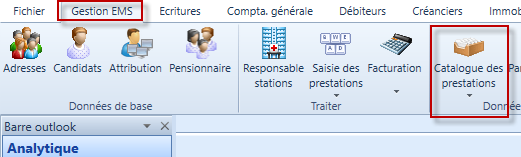 Fichier Gestion EMS Ecritures Compta. générale Débiteurs Créanciers Immob
Adresses Candidats Attribution Pensionnaire Responsable stations Saisie des prestations Facturation Catalogue des prestations Par
Données de base Traiter Donnée
Barre outlook
Analytique